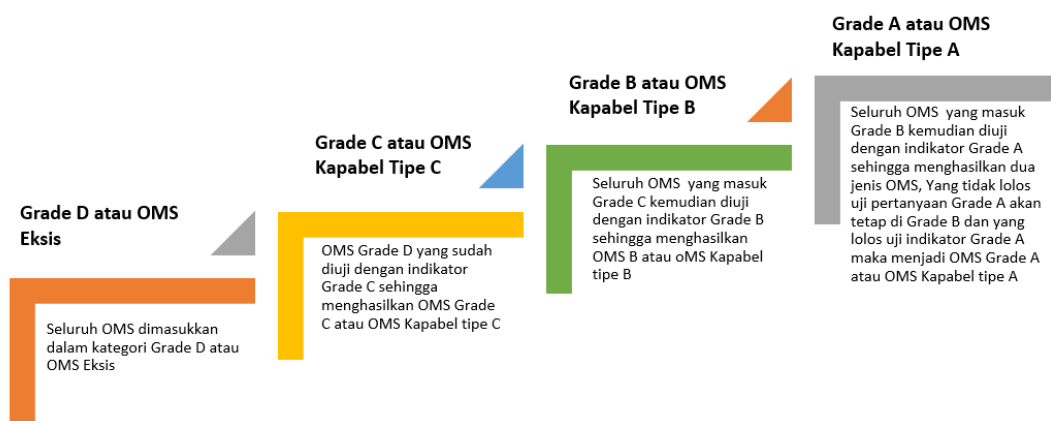 Grade D atau OMS
Eksis
Seluruh OMS dimasukkan
dalam kategori Grade D atau
OMS Eksis
Grade C atau OMS
Kapabel Tipe C
OMS Grade D yang sudah
diuji dengan indikator
Grade C sehingga
menghasilkan OMS Grade
C atau OMS Kapabel tipe C
Grade B atau OMS
Kapabel Tipe B
Seluruh OMS yang masuk
Grade C kemudian diuji
dengan indikator Grade B
sehingga menghasilkan
OMS B atau oMS Kapabel
tipe B
Grade A atau OMS
Kapabel Tipe A
Seluruh OMS yang masuk
Grade B kemudian diuji
dengan indikator Grade A
sehingga menghasilkan dua
jenis OMS, Yang tidak lolos
uji pertanyaan Grade A akan
tetap di Grade B dan yang
lolos uji indikator Grade A
maka menjadi OMS Grade A
atau OMS Kapabel tipe A